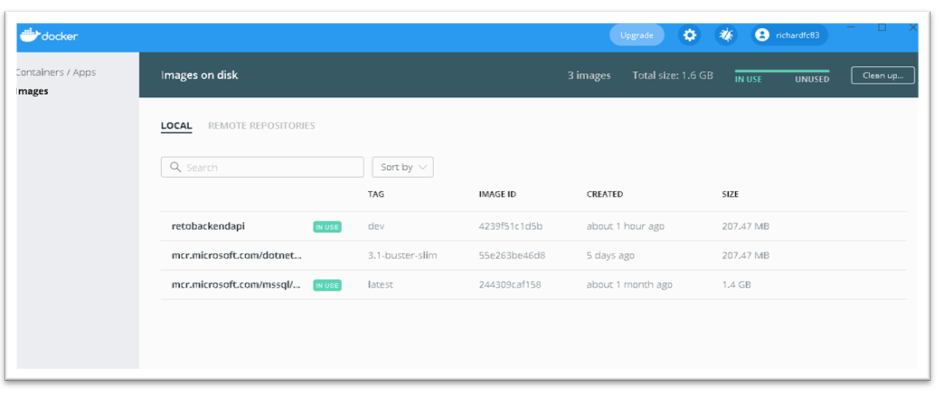 docker
Upgrade
richardfc83
Containers / Apps
Images
Images on disk
3 images
Total size: 1.6 GB
IN USE
UNUSED
Clean up...
LOCAL
REMOTE REPOSITORIES
Search
Sort by
TAG IMAGE ID CREATED SIZE
retobackendapi IN USE dev 4239f51c1d5b about 1 hour ago 207.47 MB
mcr.microsoft.com/dotnet... 3.1-buster-slim 55e263be46d8 5 days ago 207.47 MB
mcr.microsoft.com/mssql/... IN USE latest 244309caf158 about 1 month ago 1.4 GB